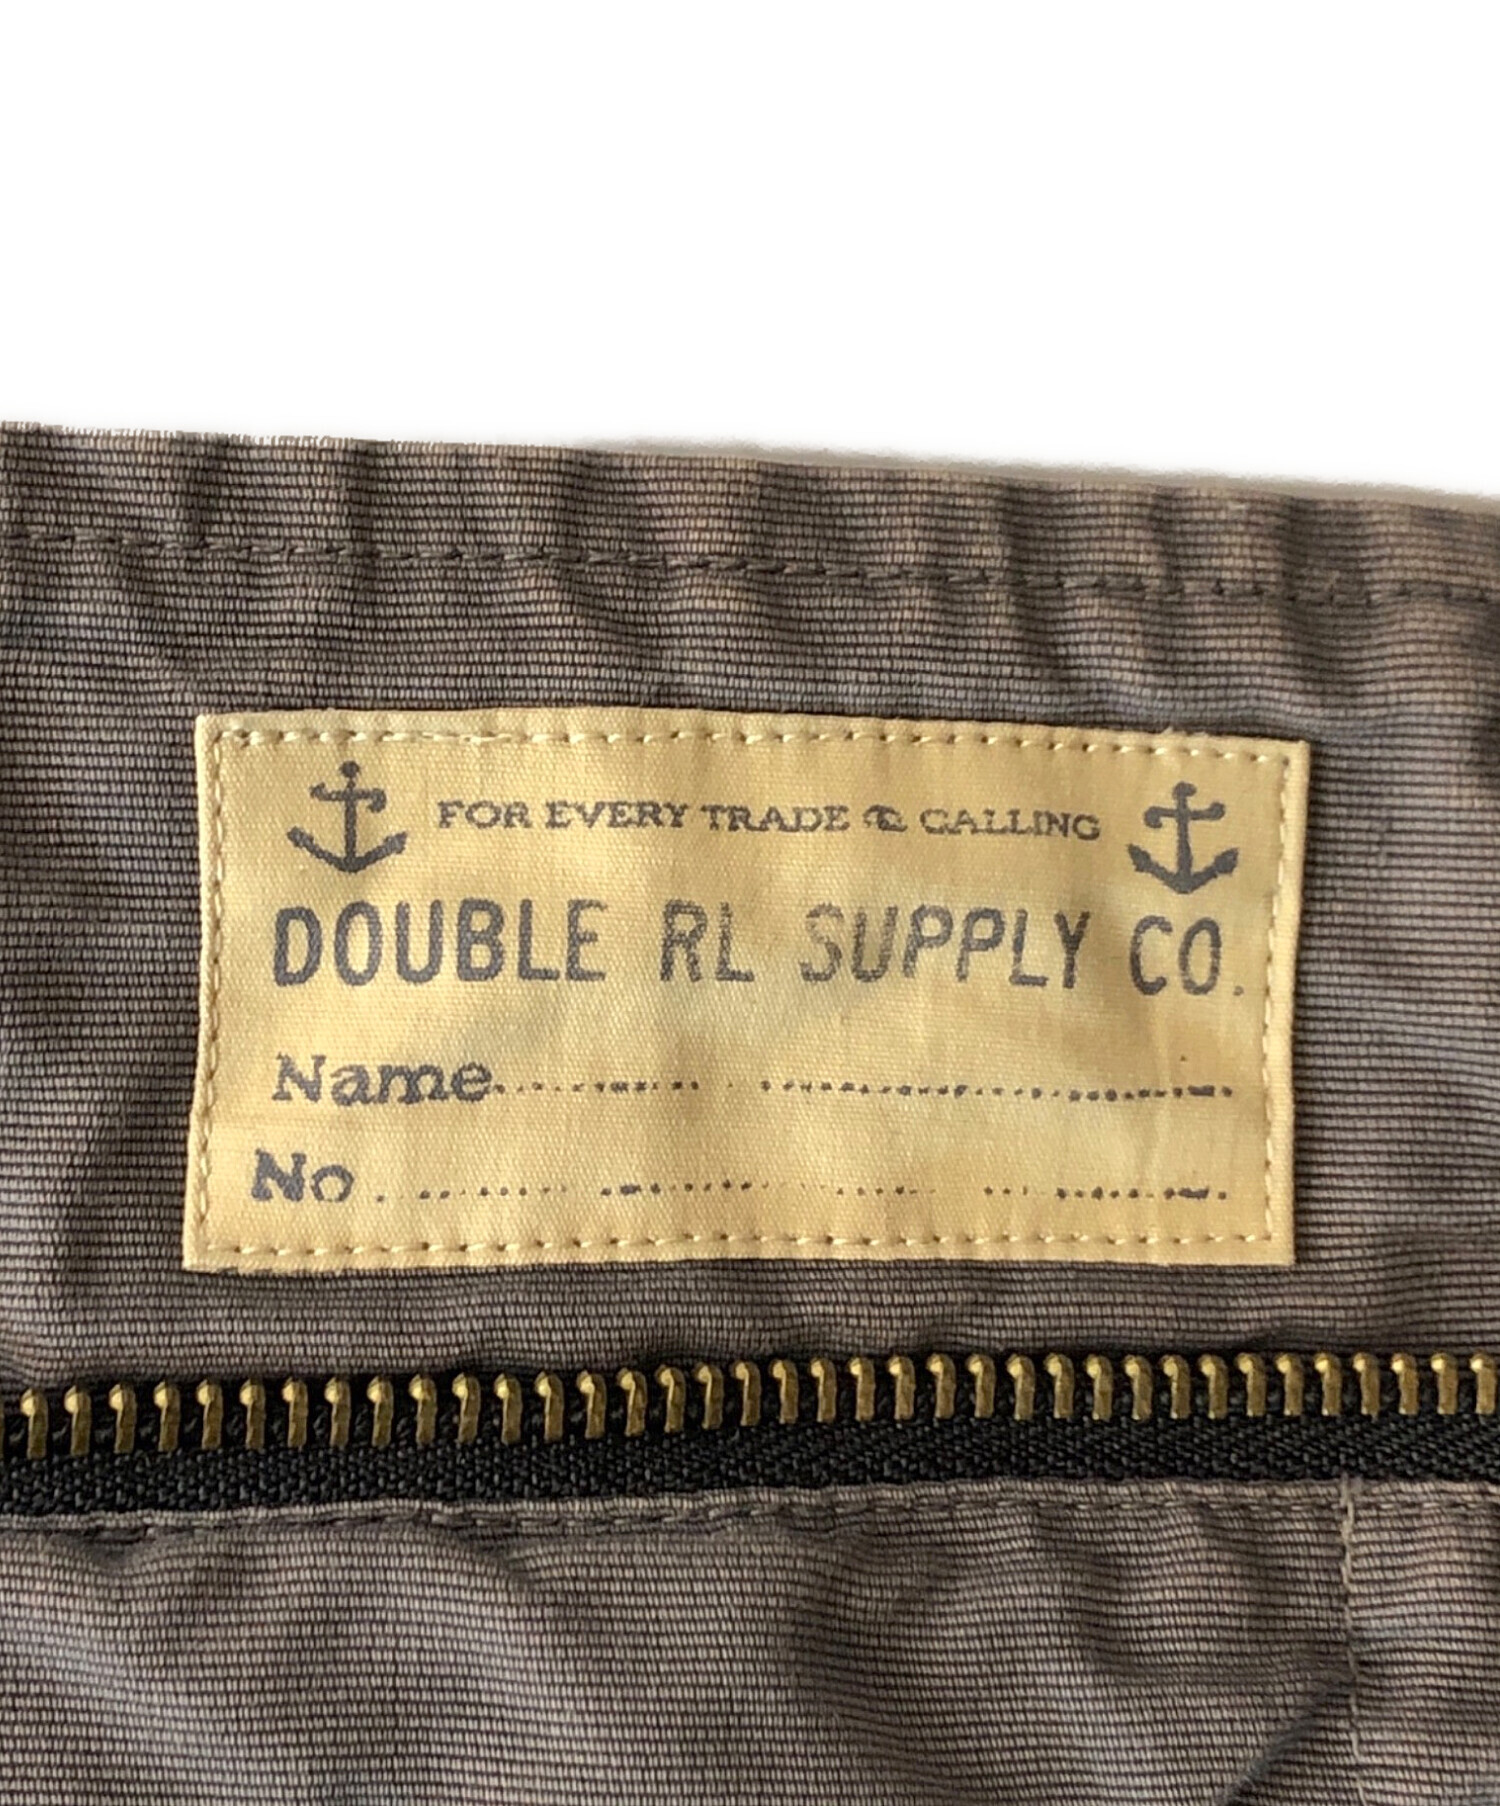 FOR EVERY TRADE & CALLING
DOUBLE RL SUPPLY CO.
Name....................................
No....................................